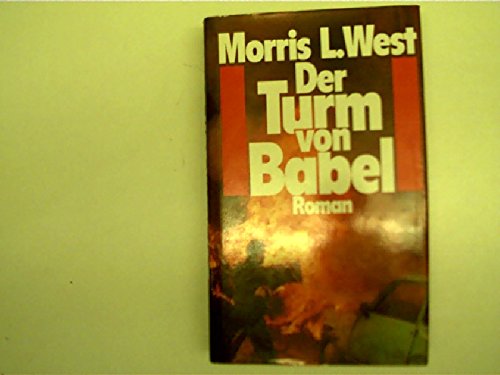 Morris L. West
Der
Turm
von
Babel
Roman